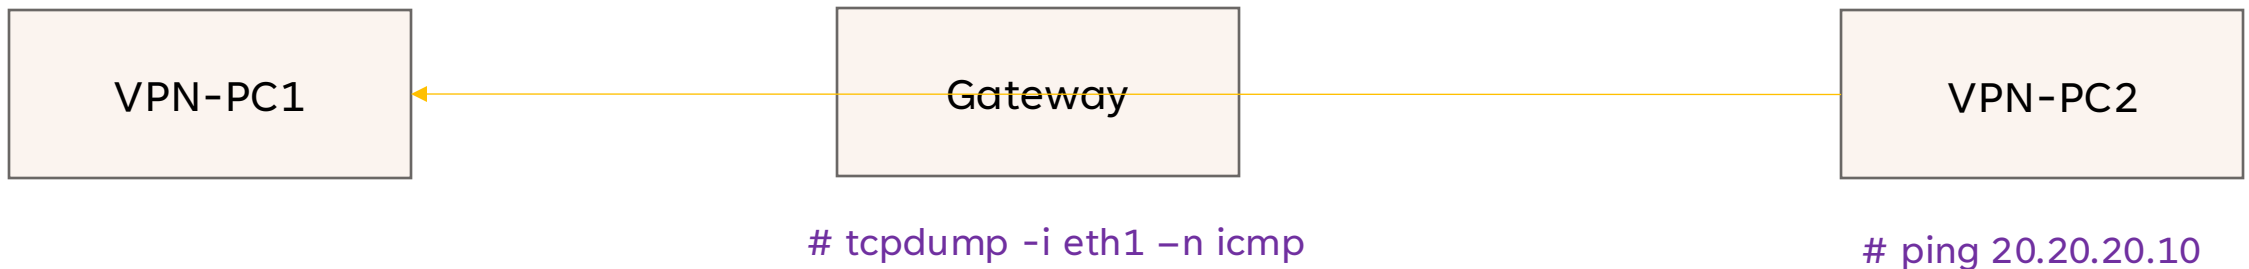 VPN-PC1
Gateway
VPN-PC2
# tcpdump -i eth1 –n icmp
# ping 20.20.20.10